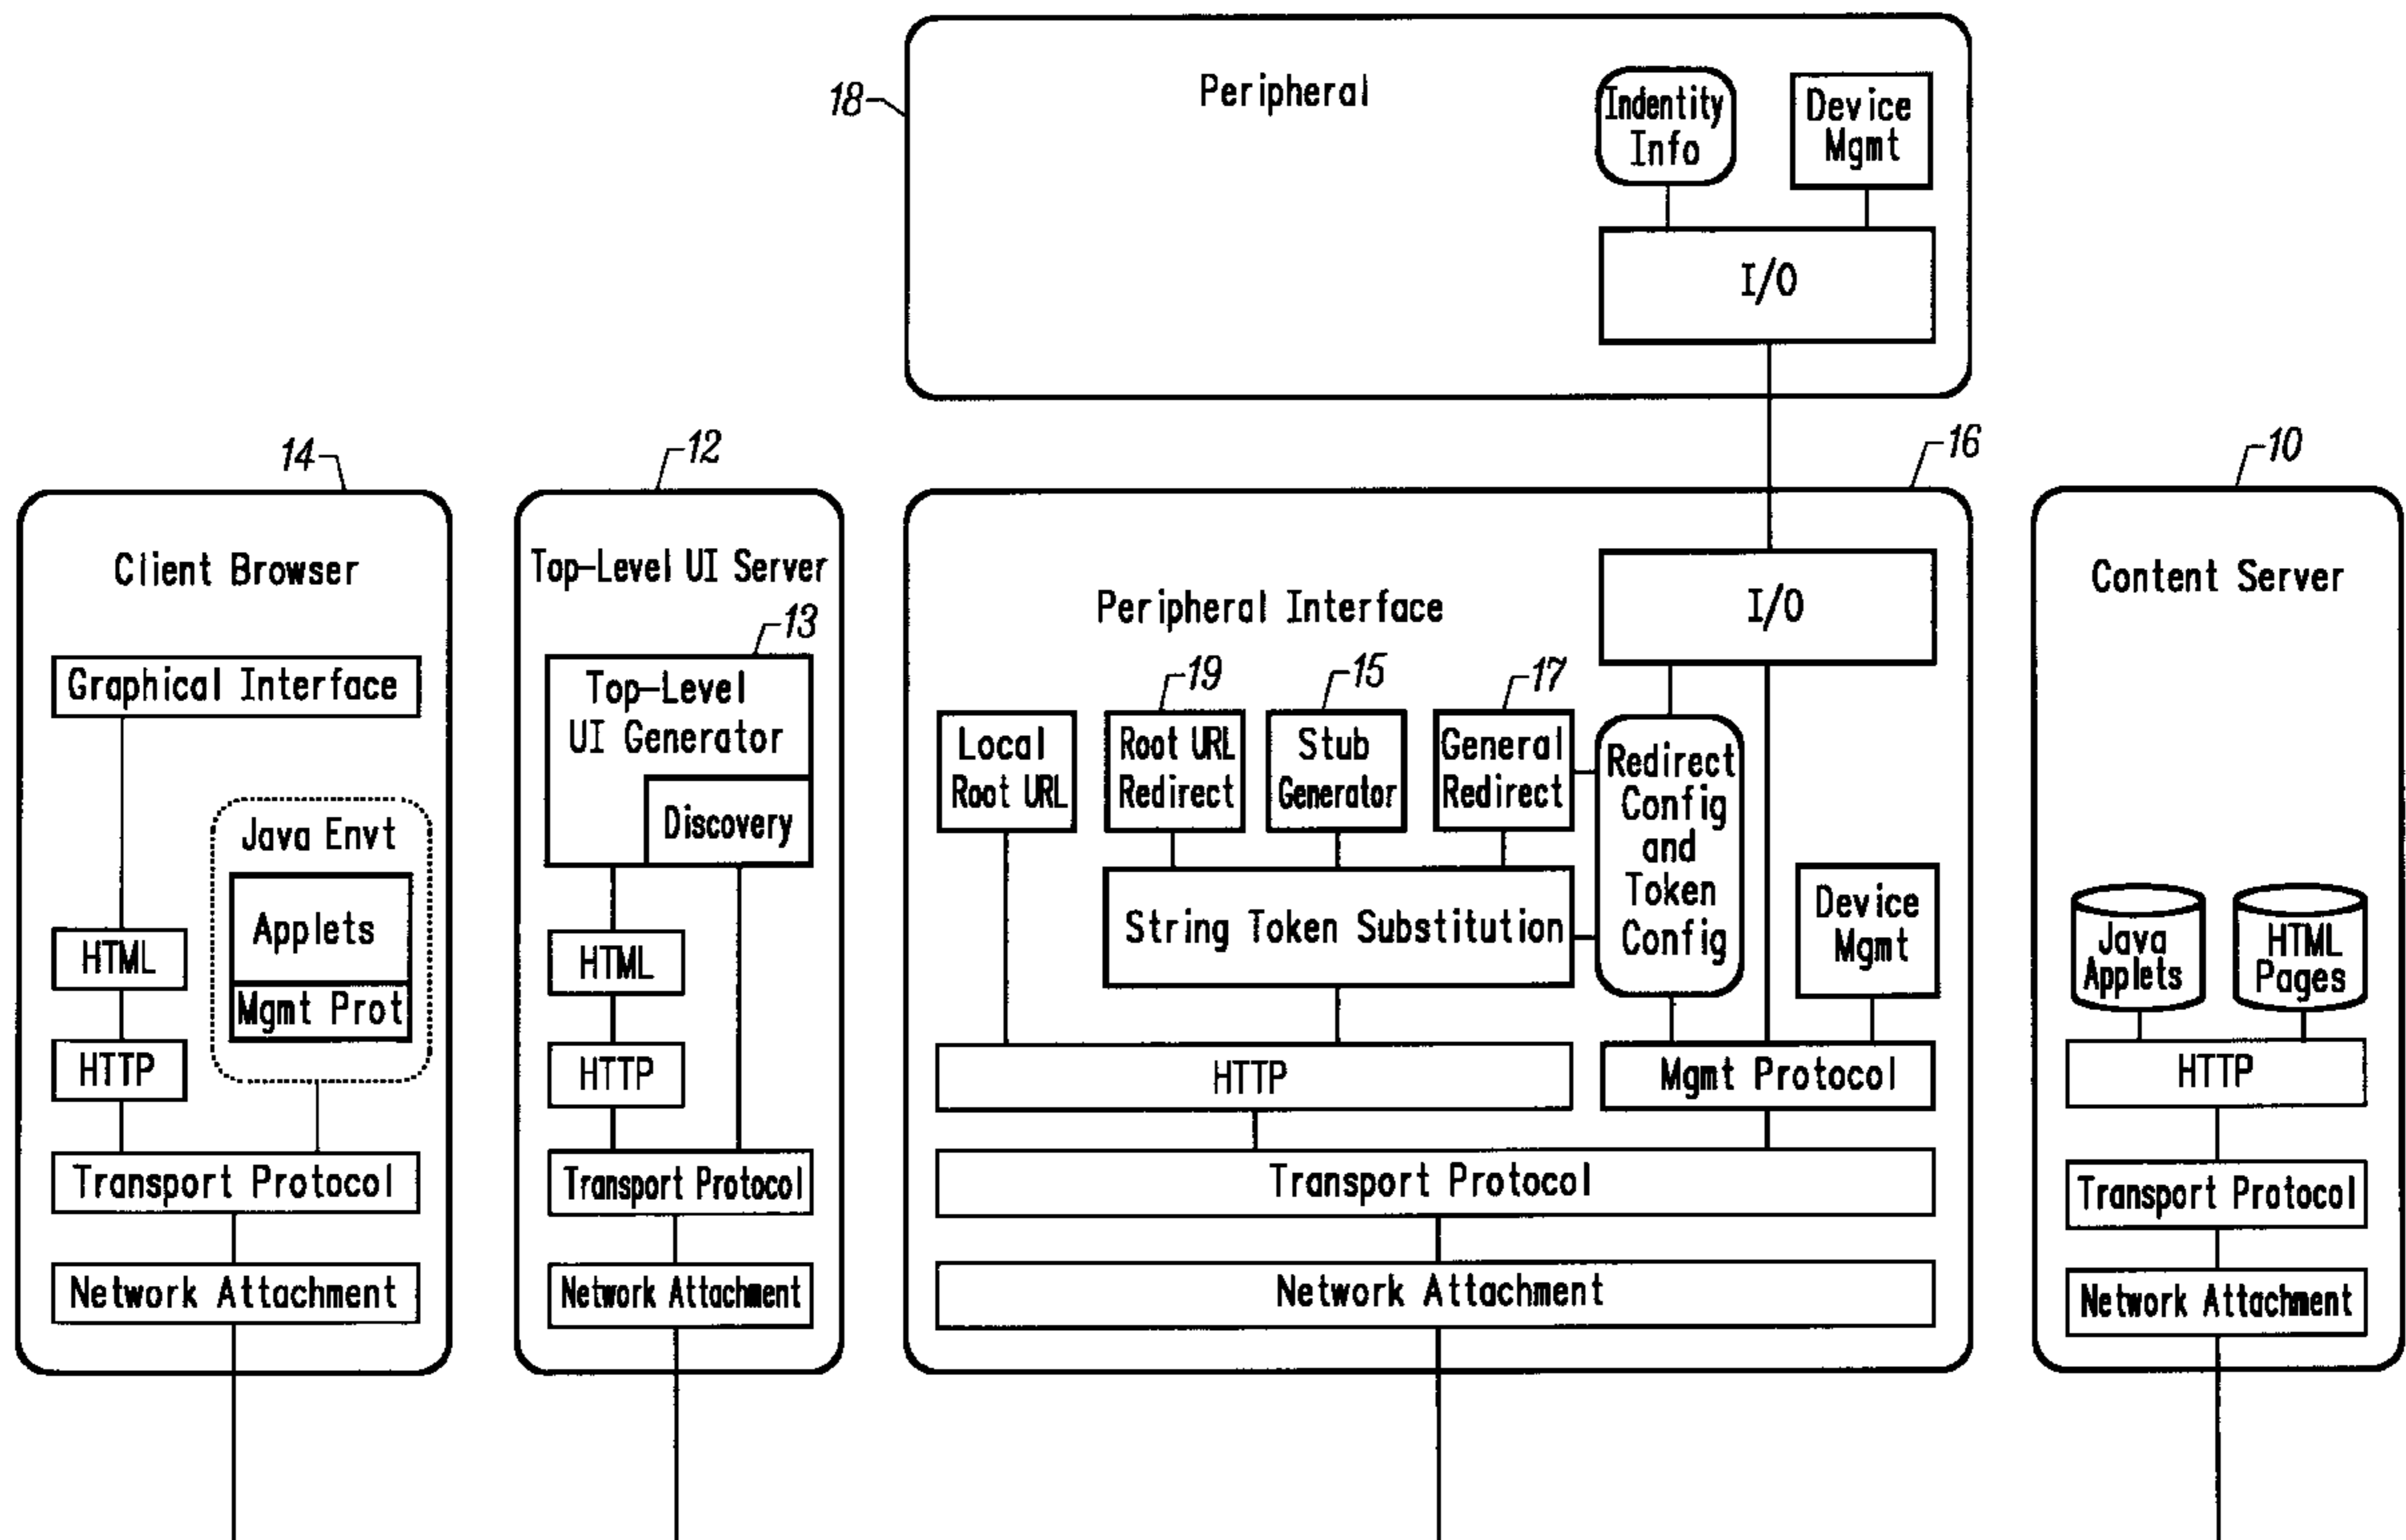 18
Peripheral
Indentity
Info
Device
Mgmt
I/O
14
Client Browser
Graphical Interface
Java Envt
Applets
Mgmt Prot
HTML
HTTP
Transport Protocol
Network Attachment
12
Top-Level UI Server
13
Top-Level
UI Generator
Discovery
HTML
HTTP
Transport Protocol
Network Attachment
16
Peripheral Interface
I/O
Local
Root URL
19
Root URL
Redirect
15
Stub
Generator
17
General
Redirect
Redirect
Config
and
Token
Config
String Token Substitution
Device
Mgmt
HTTP
Mgmt Protocol
Transport Protocol
Network Attachment
10
Content Server
Java
Applets
HTML
Pages
HTTP
Transport Protocol
Network Attachment